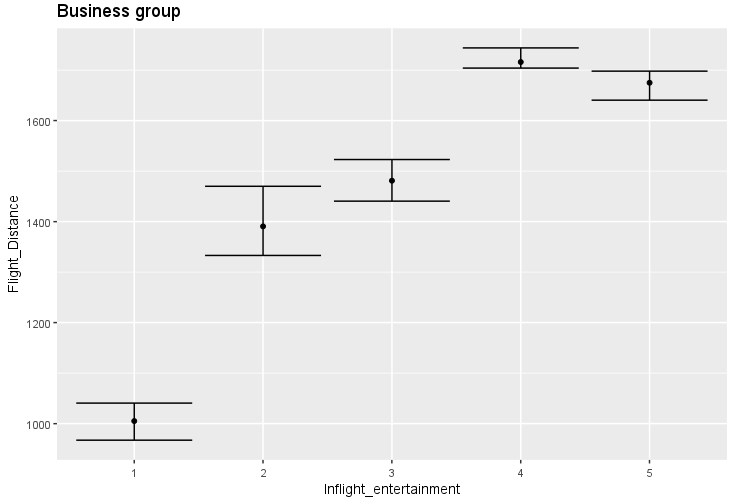 Business group
Flight_Distance
1600
1400
1200
1000
1 2 3 4 5
Inflight_entertainment